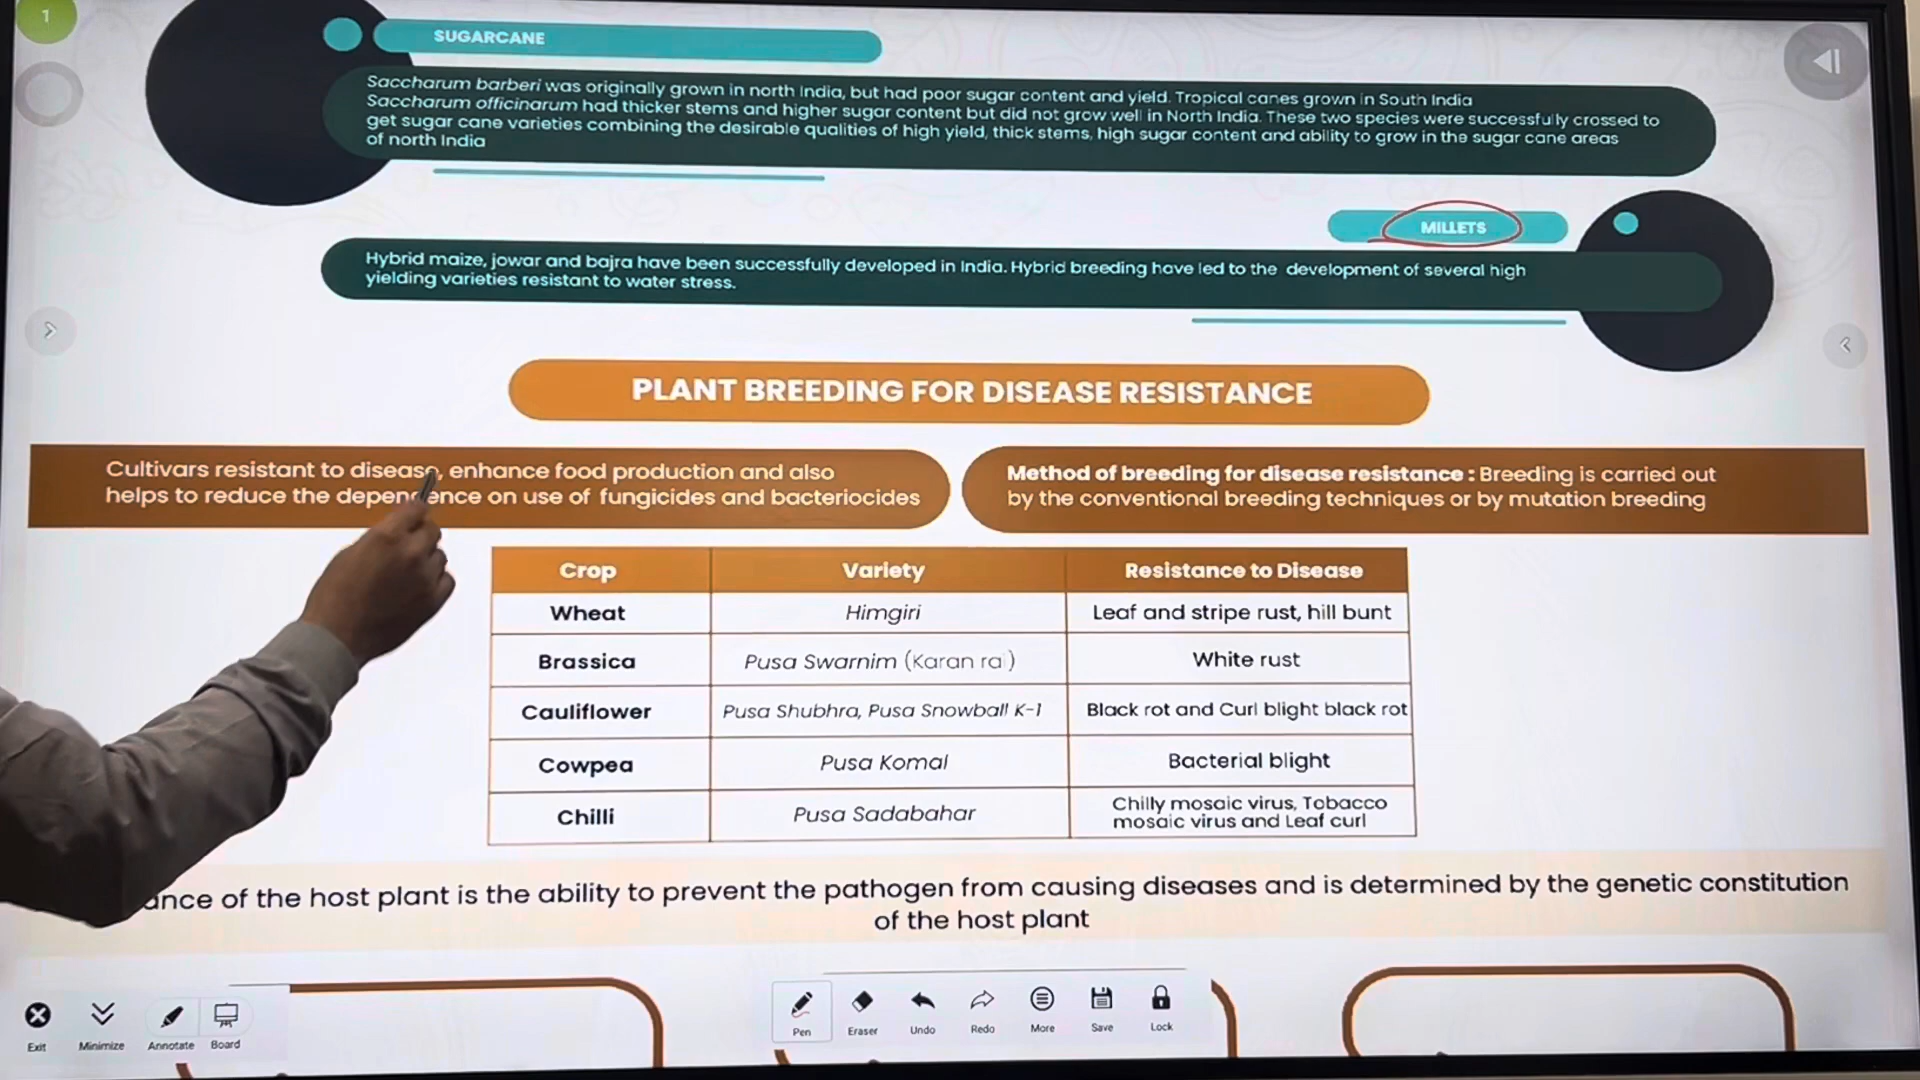 1
SUGARCANE
Saccharum barberi was originally grown in north India, but had poor sugar content and yield. Tropical canes grown in South India
Saccharum officinarum had thicker stems and higher sugar content but did not grow well in North India. These two species were successfully crossed to
get sugar cane varieties combining the desirable qualities of high yield, thick stems, high sugar content and ability to grow in the sugar cane areas
of north India
MILLETS
Hybrid maize, jowar and bajra have been successfully developed in India. Hybrid breeding have led to the development of several high
yielding varieties resistant to water stress.
PLANT BREEDING FOR DISEASE RESISTANCE
Cultivars resistant to disease, enhance food production and also
helps to reduce the dependence on use of fungicides and bacteriocides
Method of breeding for disease resistance : Breeding is carried out
by the conventional breeding techniques or by mutation breeding
Crop Variety Resistance to Disease
Wheat Himgiri Leaf and stripe rust, hill bunt
Brassica Pusa Swarnim (Karan rai) White rust
Cauliflower Pusa Shubhra, Pusa Snowball K-1 Black rot and Curl blight black rot
Cowpea Pusa Komal Bacterial blight
Chilli Pusa Sadabahar Chilly mosaic virus, Tobacco
mosaic virus and Leaf curl
ance of the host plant is the ability to prevent the pathogen from causing diseases and is determined by the genetic constitution
of the host plant
Exit Minimize Annotate Board
Pen Eraser Undo Redo More Save Lock